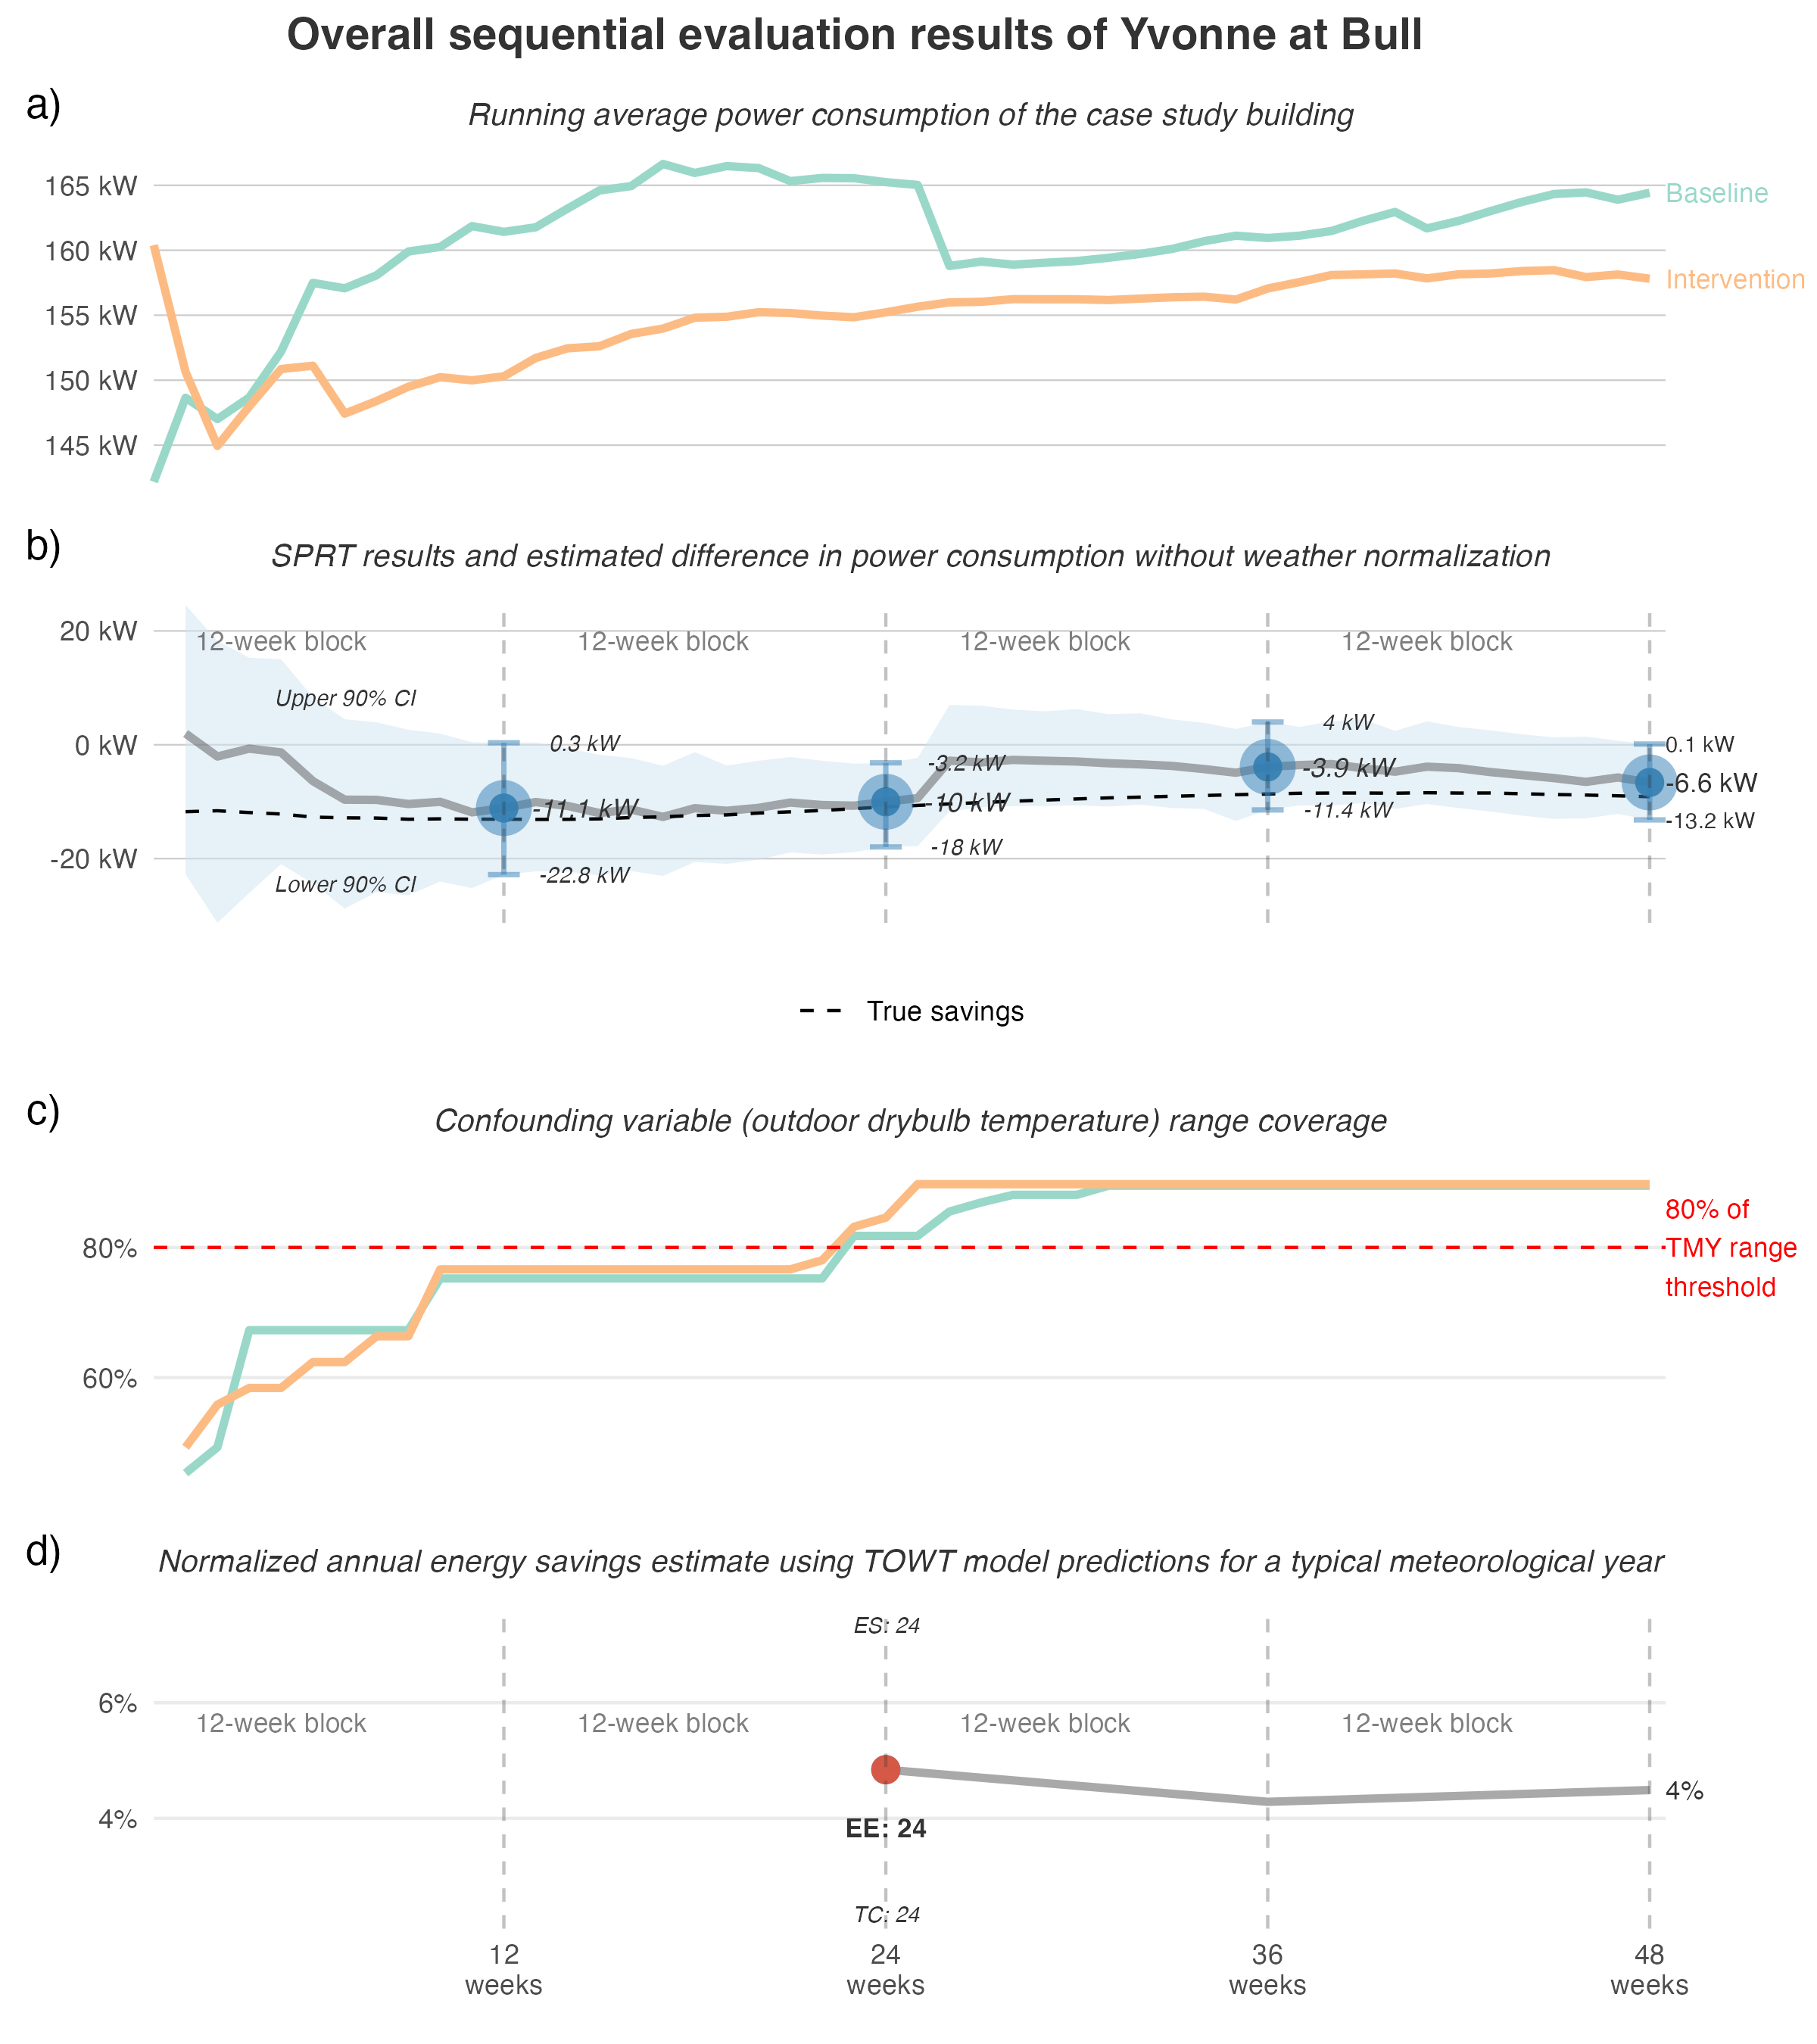 Overall sequential evaluation results of Yvonne at Bull
a)
Running average power consumption of the case study building
165 kW
160 kW
155 kW
150 kW
145 kW
Baseline
Intervention
b)
SPRT results and estimated difference in power consumption without weather normalization
20 kW
0 kW
-20 kW
12-week block
12-week block
12-week block
12-week block
Upper 90% CI
Lower 90% CI
0.3 kW
-11.1 kW
-22.8 kW
-3.2 kW
-10 kW
-18 kW
4 kW
-3.9 kW
-11.4 kW
0.1 kW
-6.6 kW
-13.2 kW
True savings
c)
Confounding variable (outdoor drybulb temperature) range coverage
80%
60%
80% of
TMY range
threshold
d)
Normalized annual energy savings estimate using TOWT model predictions for a typical meteorological year
ES: 24
6%
12-week block
12-week block
12-week block
12-week block
4%
4%
EE: 24
TC: 24
12
weeks
24
weeks
36
weeks
48
weeks